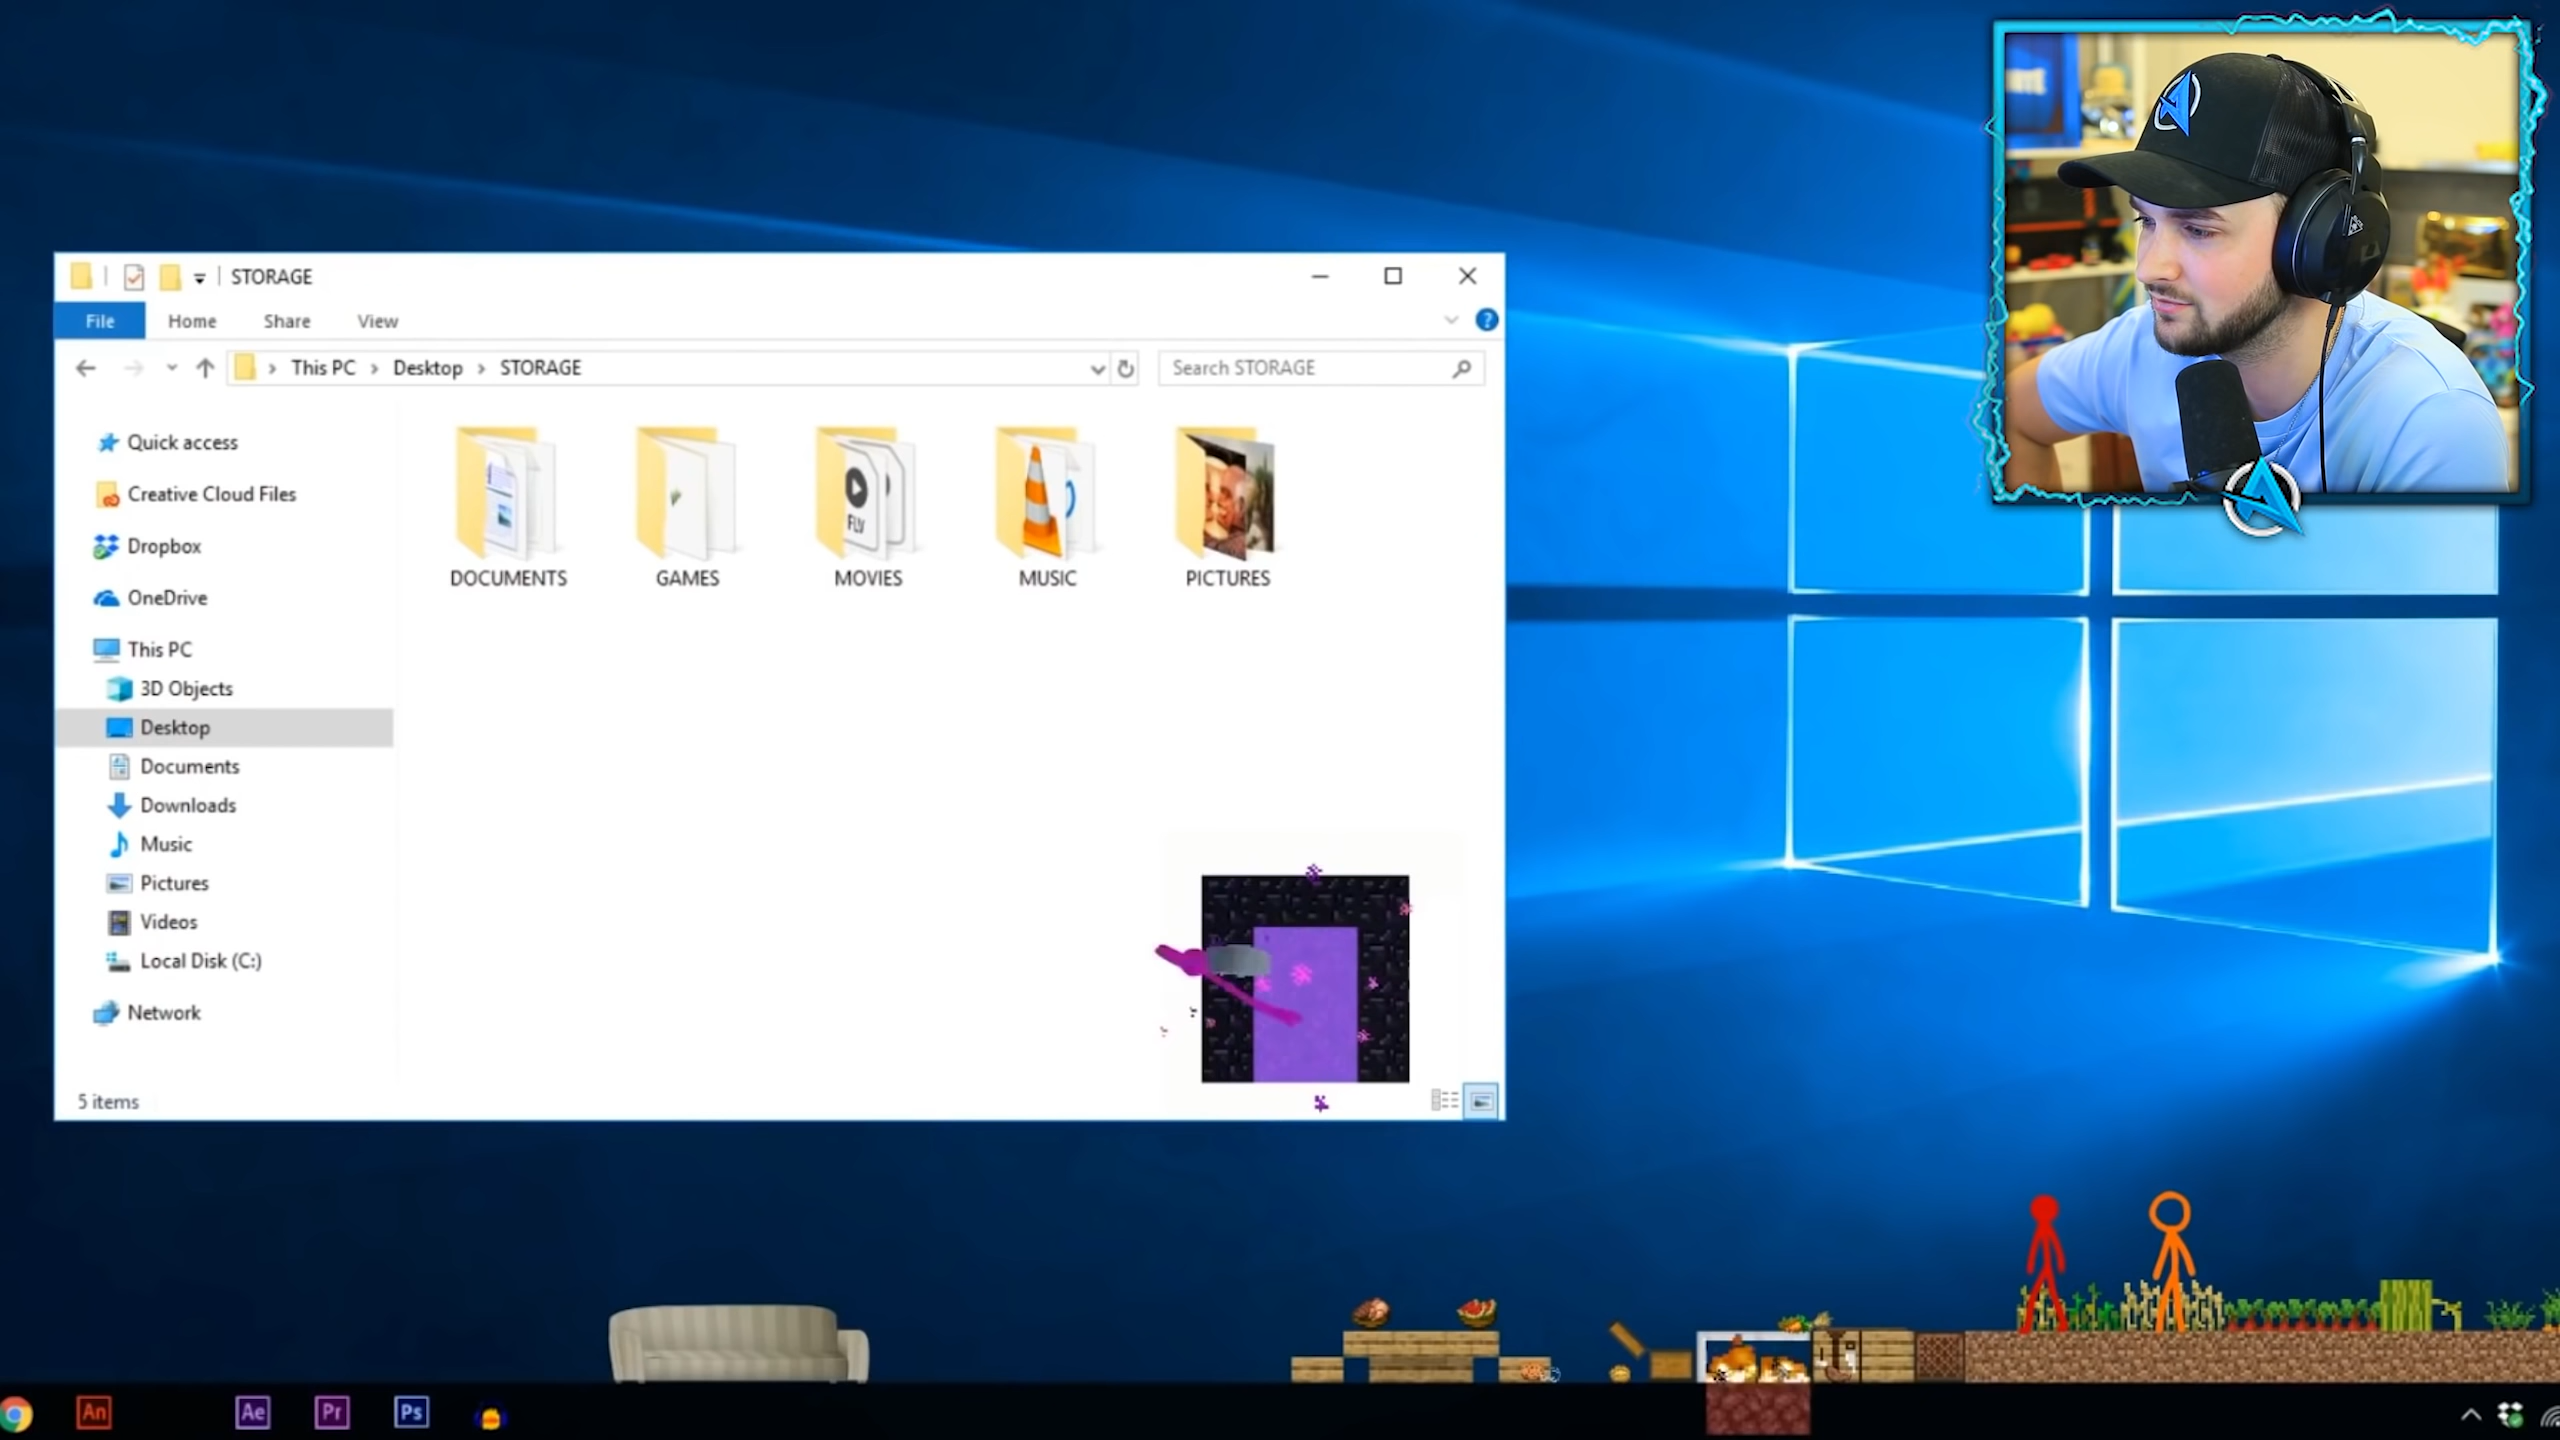 STORAGE
File Home Share View
This PC Desktop STORAGE Search STORAGE
Quick access
Creative Cloud Files
Dropbox
OneDrive
This PC
3D Objects
Desktop
Documents
Downloads
Music
Pictures
Videos
Local Disk (C:)
Network
FLV
DOCUMENTS GAMES MOVIES MUSIC PICTURES
5 items
An Ae Pr Ps